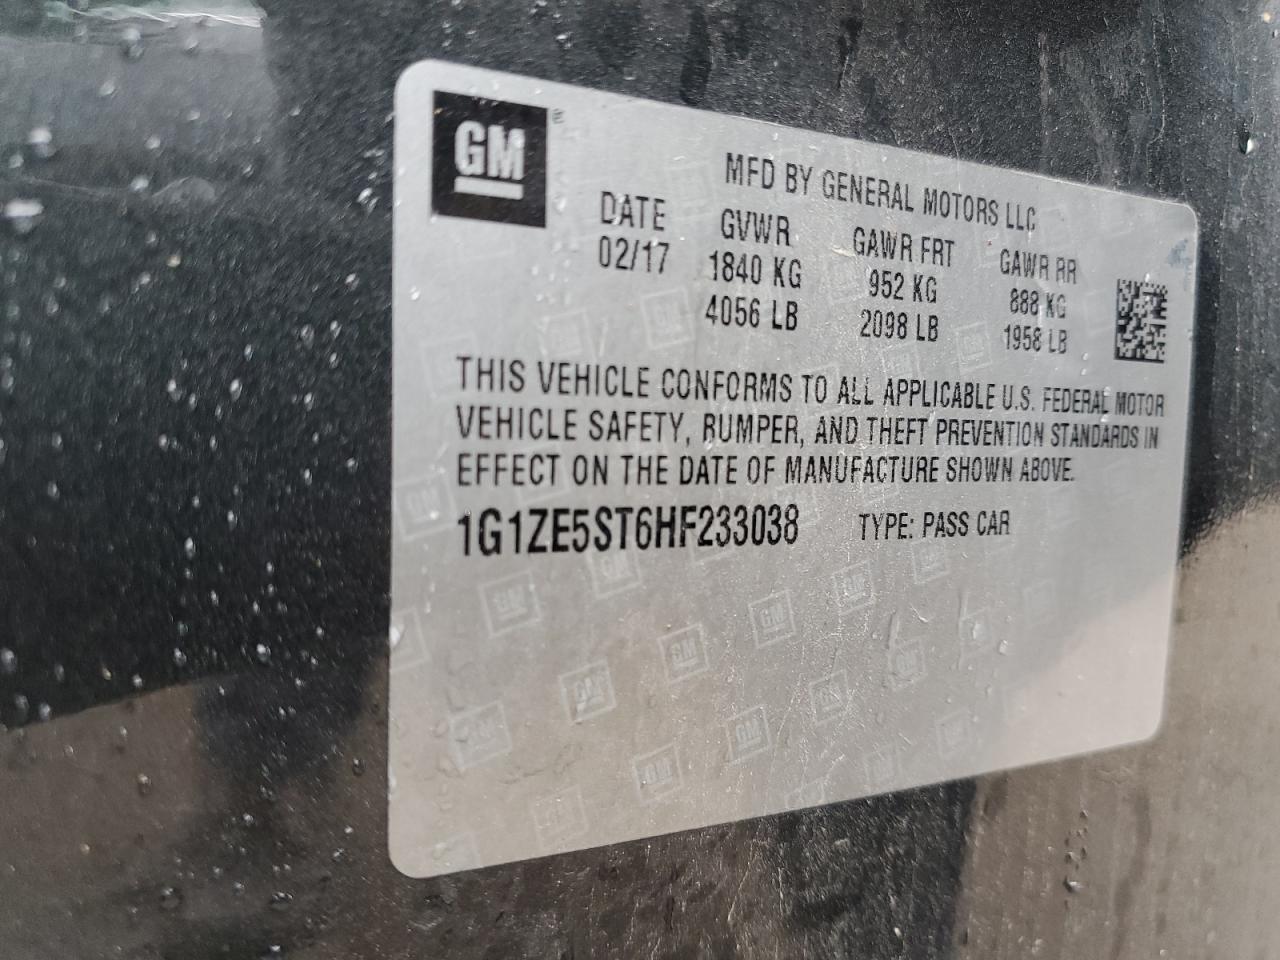 GM
MFD BY GENERAL MOTORS LLC
DATE GVWR GAWR FRT GAWR RR
02/17 1840 KG 952 KG 888 KG
4056 LB 2098 LB 1958 LB
THIS VEHICLE CONFORMS TO ALL APPLICABLE U.S. FEDERAL MOTOR
VEHICLE SAFETY, BUMPER, AND THEFT PREVENTION STANDARDS IN
EFFECT ON THE DATE OF MANUFACTURE SHOWN ABOVE.
1G1ZE5ST6HF233038 TYPE: PASS CAR